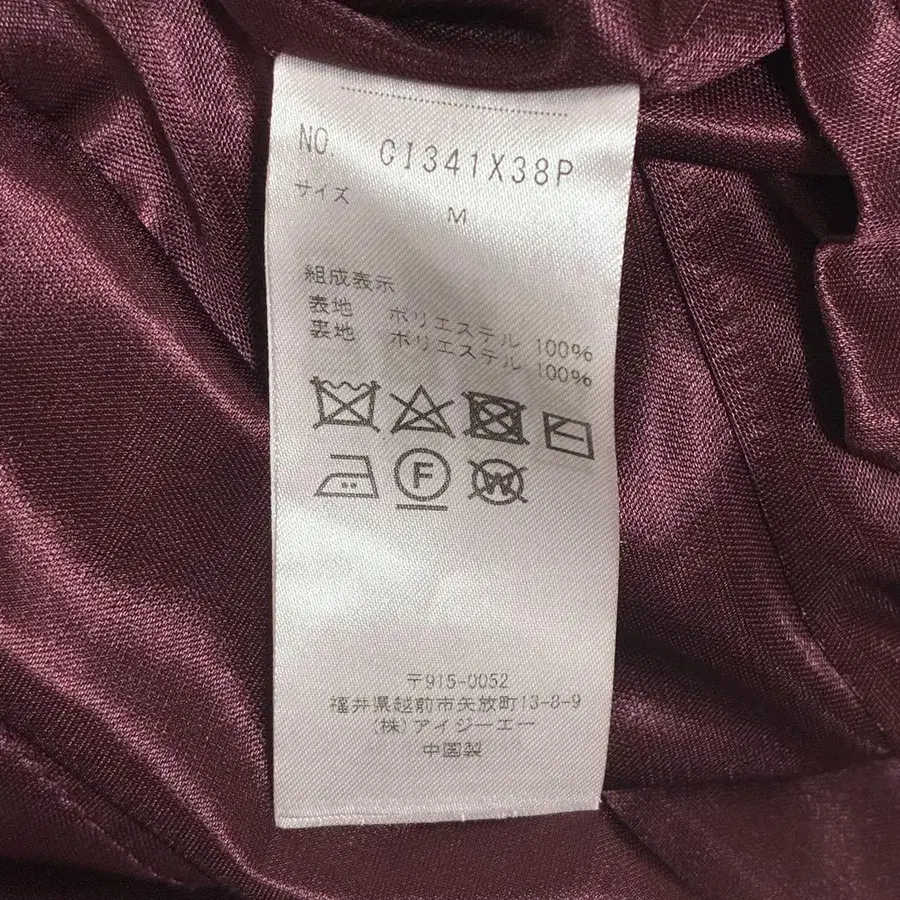 NO. CI341X38P
サイズ M
組成表示
表地 ポリエステル 100%
裏地 ポリエステル 100%
F
W
〒915-0052
福井県越前市矢放町13-8-9
(株)アイジーエー
中国製